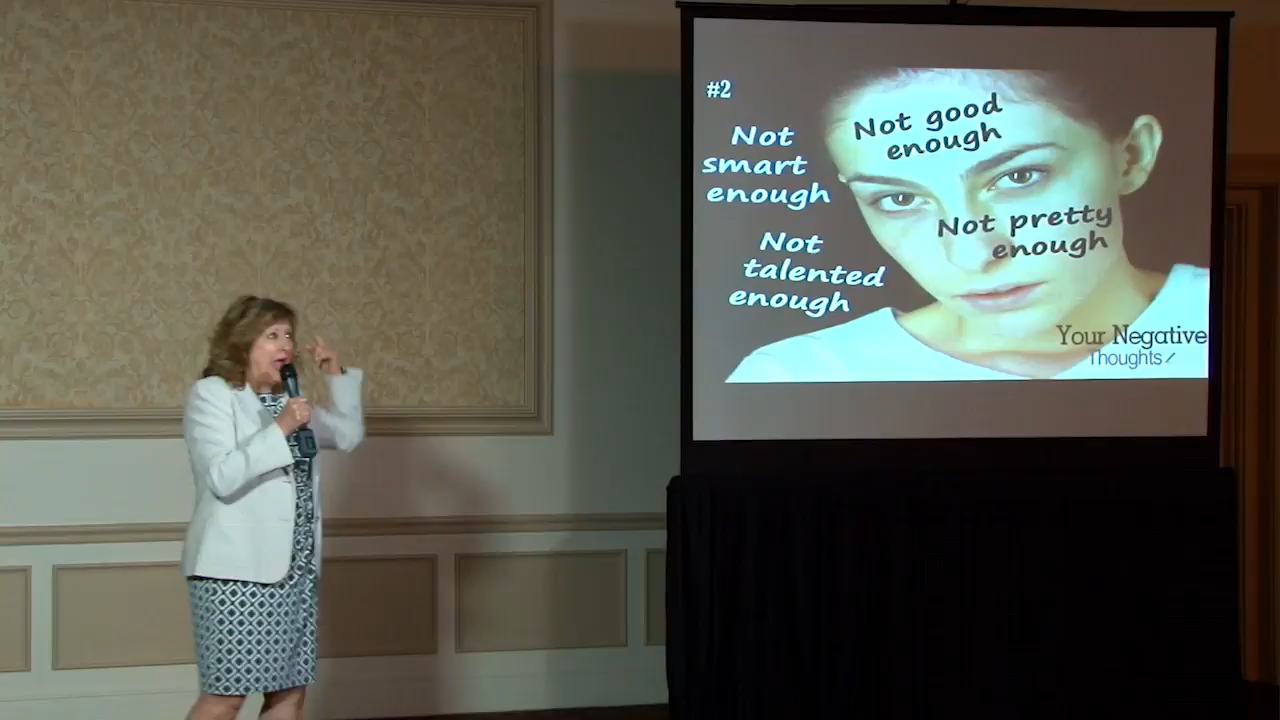 #2
Not
smart
enough
Not
talented
enough
Not good
enough
Not pretty
enough
Your Negative
Thoughts